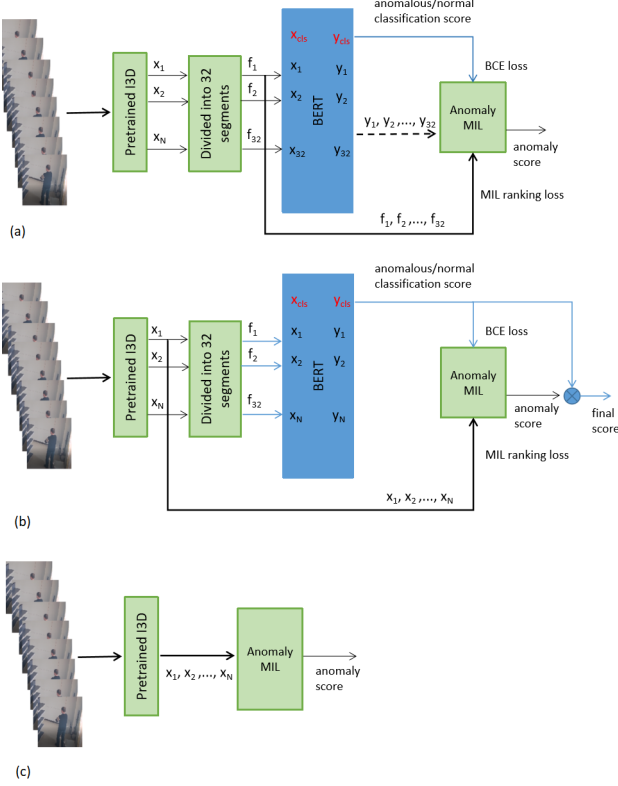 anomalous/normal
classification score
Pretrained I3D
x1
x2
xN
Divided into 32
segments
f1
f2
f32
xcls
ycls
x1
y1
x2
y2
BERT
x32
y32
y1, y2 ,..., y32
BCE loss
Anomaly
MIL
anomaly
score
MIL ranking loss
f1, f2 ,..., f32
(a)
anomalous/normal
classification score
Pretrained I3D
x1
x2
xN
Divided into 32
segments
f1
f2
f32
xcls
ycls
x1
y1
x2
y2
BERT
xN
yN
BCE loss
Anomaly
MIL
anomaly
score
final
score
MIL ranking loss
x1, x2 ,..., xN
(b)
Pretrained I3D
x1, x2 ,..., xN
Anomaly
MIL
anomaly
score
(c)